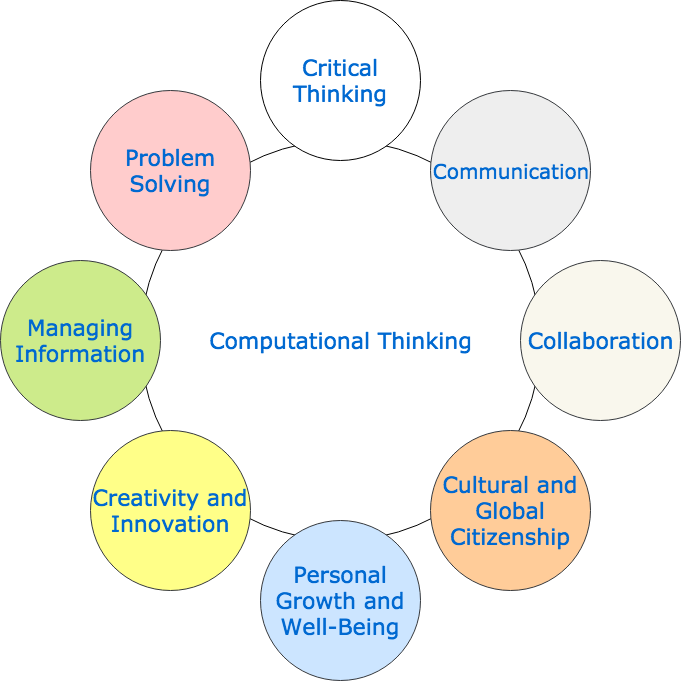 Critical
Thinking
Communication
Collaboration
Cultural and
Global
Citizenship
Personal
Growth and
Well-Being
Creativity and
Innovation
Managing
Information
Problem
Solving
Computational Thinking